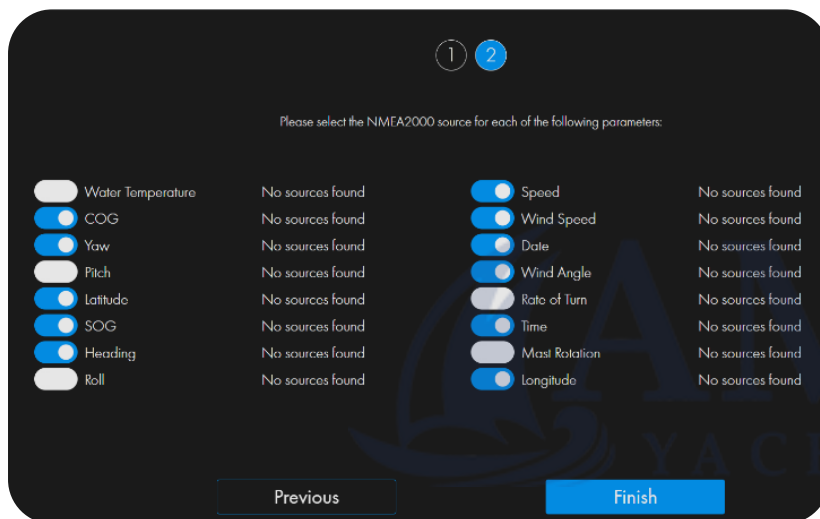 1 2
Please select the NMEA2000 source for each of the following parameters:
Water Temperature No sources found
COG No sources found
Yaw No sources found
Pitch No sources found
Latitude No sources found
SOG No sources found
Heading No sources found
Roll No sources found
Speed No sources found
Wind Speed No sources found
Date No sources found
Wind Angle No sources found
Rate of Turn No sources found
Time No sources found
Mast Rotation No sources found
Longitude No sources found
Previous Finish